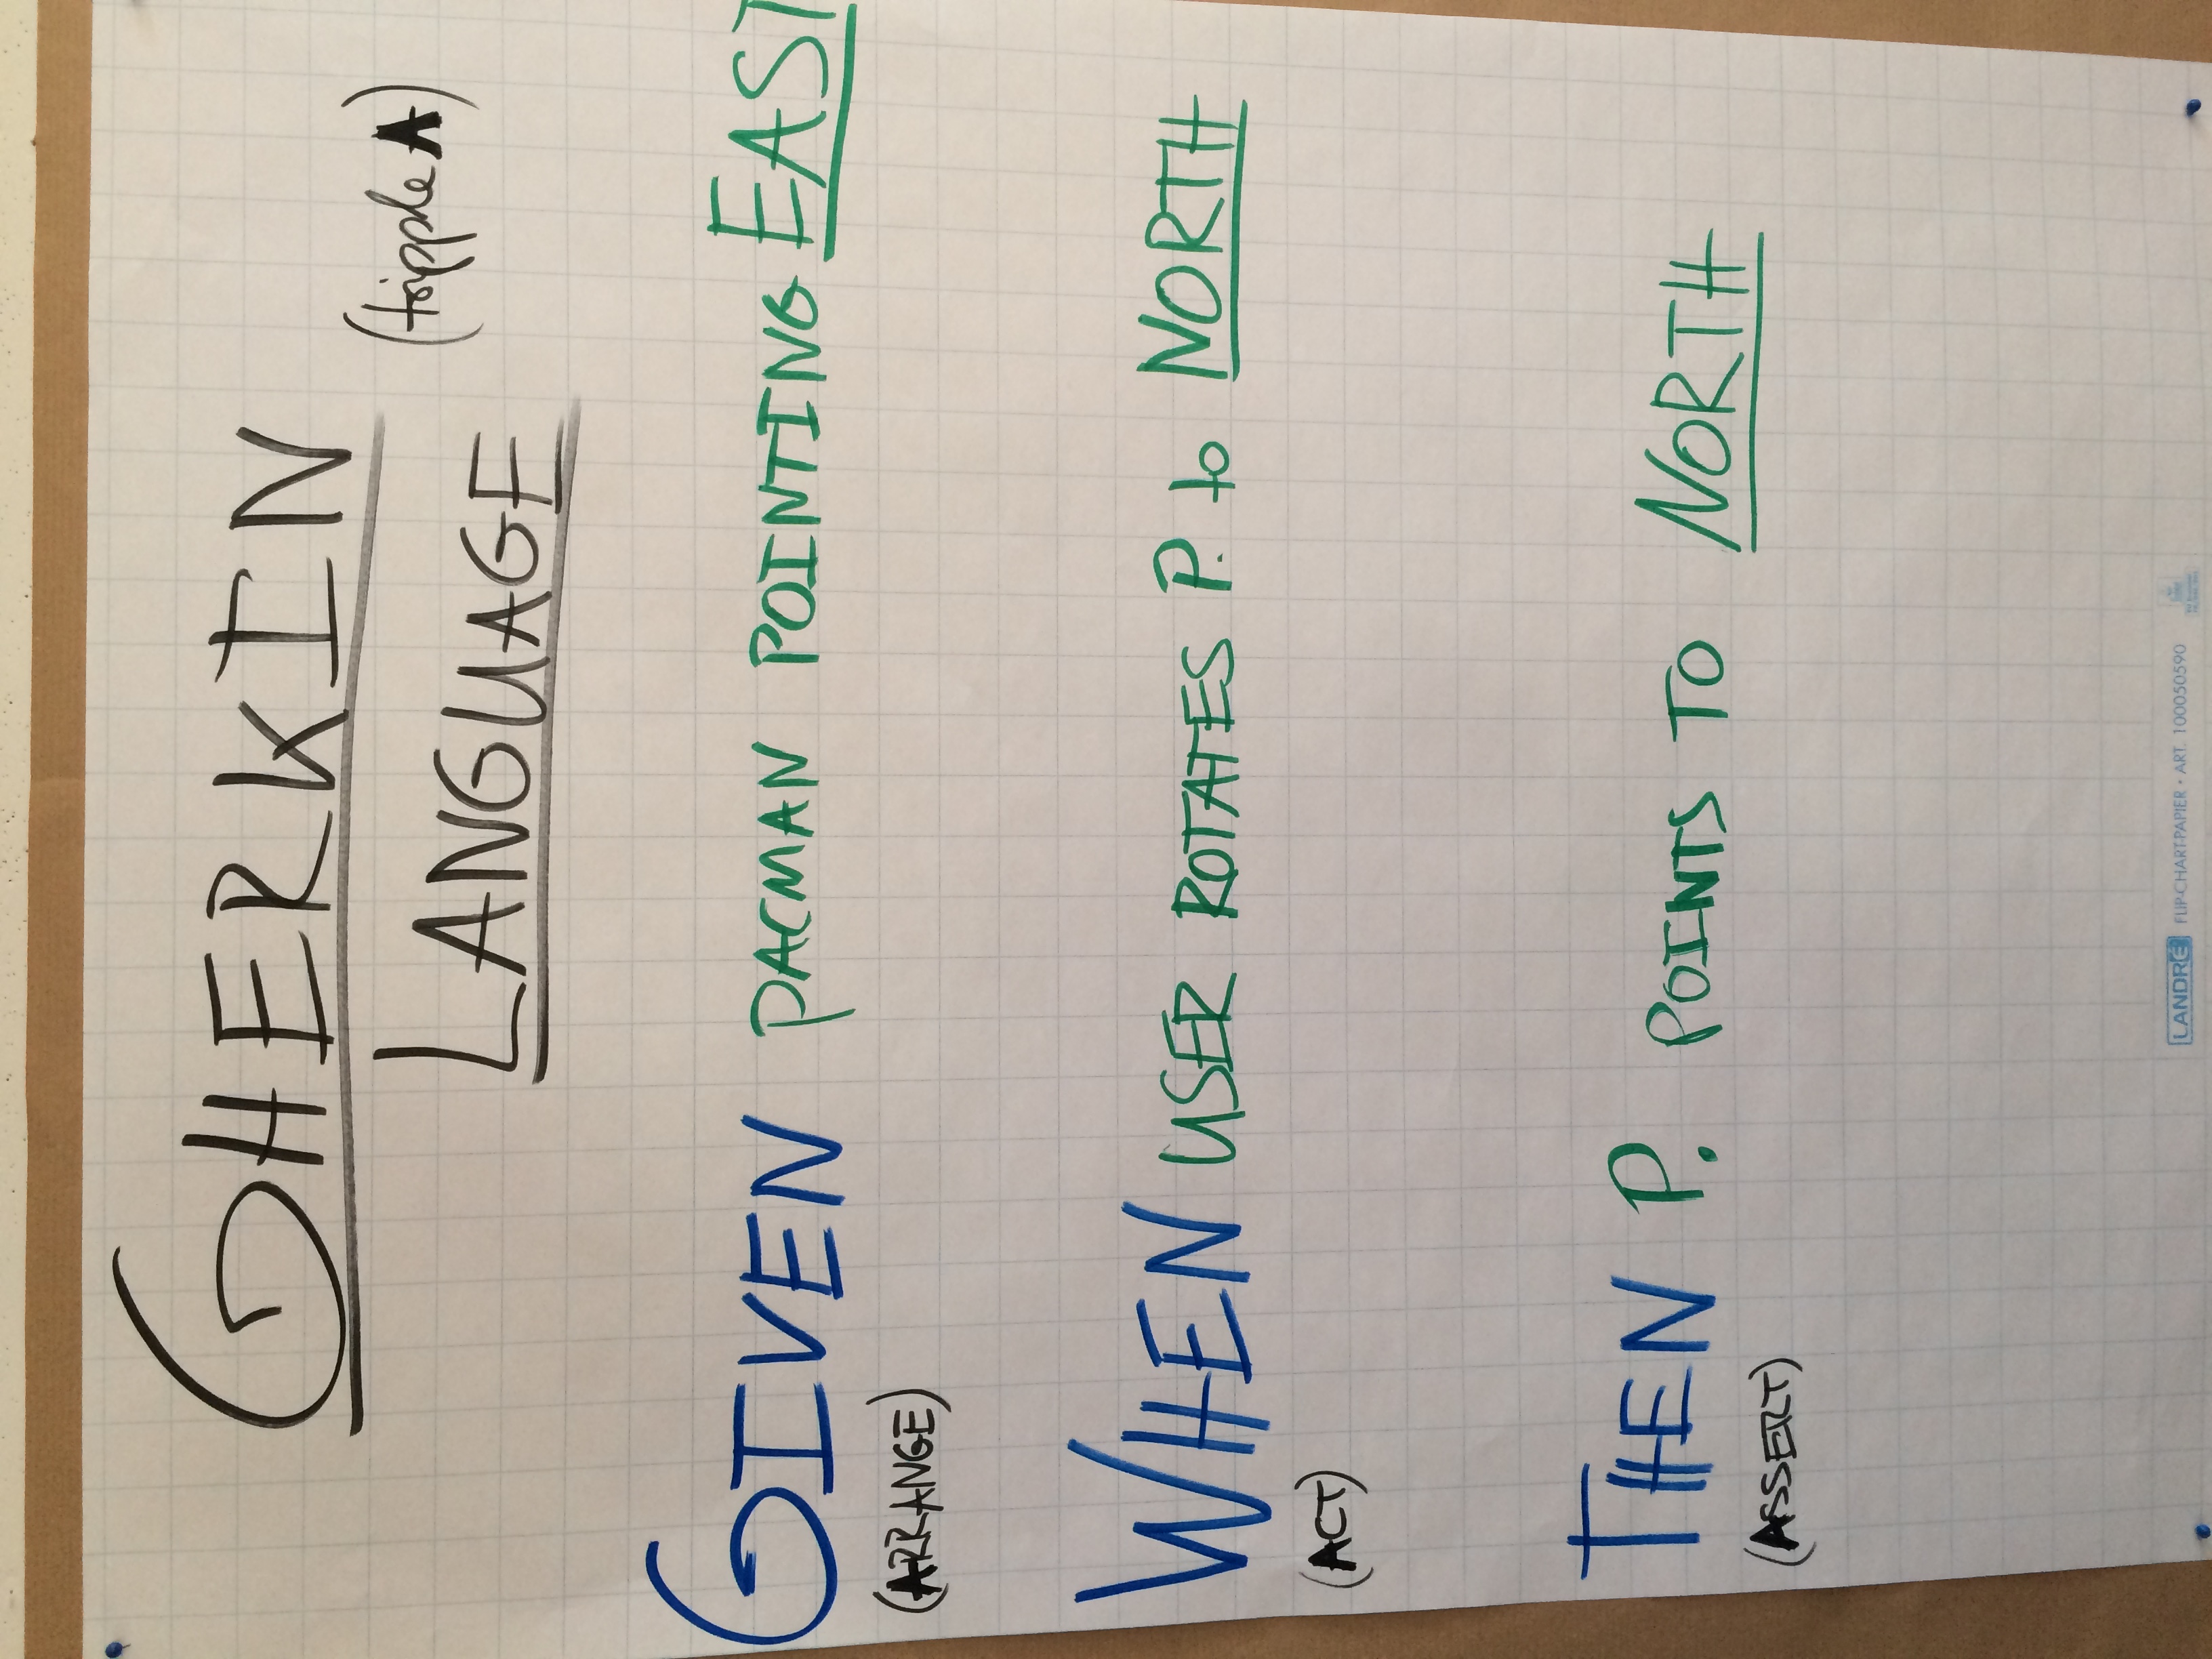 GHERKIN
LANGUAGE
(tripple A)
GIVEN PACMAN POINTING EAST
(ARRANGE)
WHEN USER ROTATES P. to NORTH
(ACT)
THEN P. POINTS TO NORTH
(ASSERT)
LANDRÉ FLIP-CHART-PAPIER • ART. 100050590